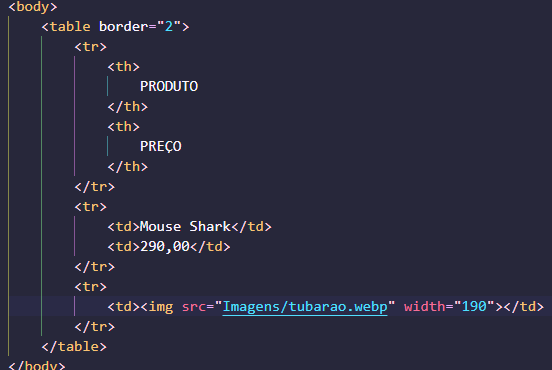 <body>
<table border="2">
<tr>
<th>
PRODUTO
</th>
<th>
PREÇO
</th>
</tr>
<tr>
<td>Mouse Shark</td>
<td>290,00</td>
</tr>
<tr>
<td><img src="Imagens/tubarao.webp" width="190"></td>
</tr>
</table>
</body>